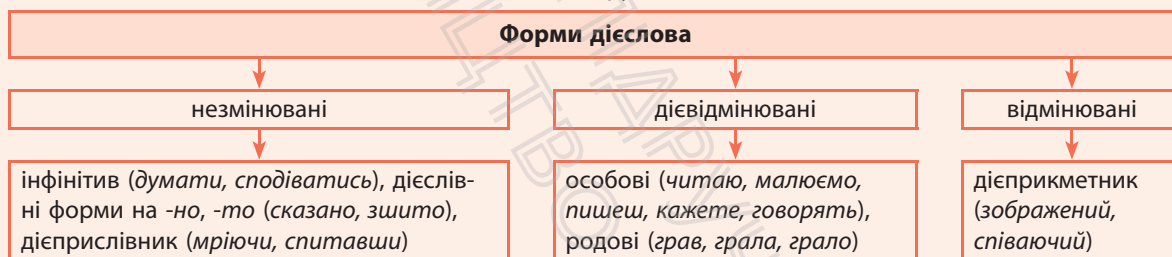 Форми дієслова
незмінювані
дієвідмінювані
відмінювані
інфінітив (думати, сподіватись), дієслів-
ні форми на -но, -то (сказано, зшито),
дієприслівник (мріючи, спитавши)
особові (читаю, малюємо,
пишеш, кажете, говорять),
родові (грав, грала, грало)
дієприкметник
(зображений,
співаючий)